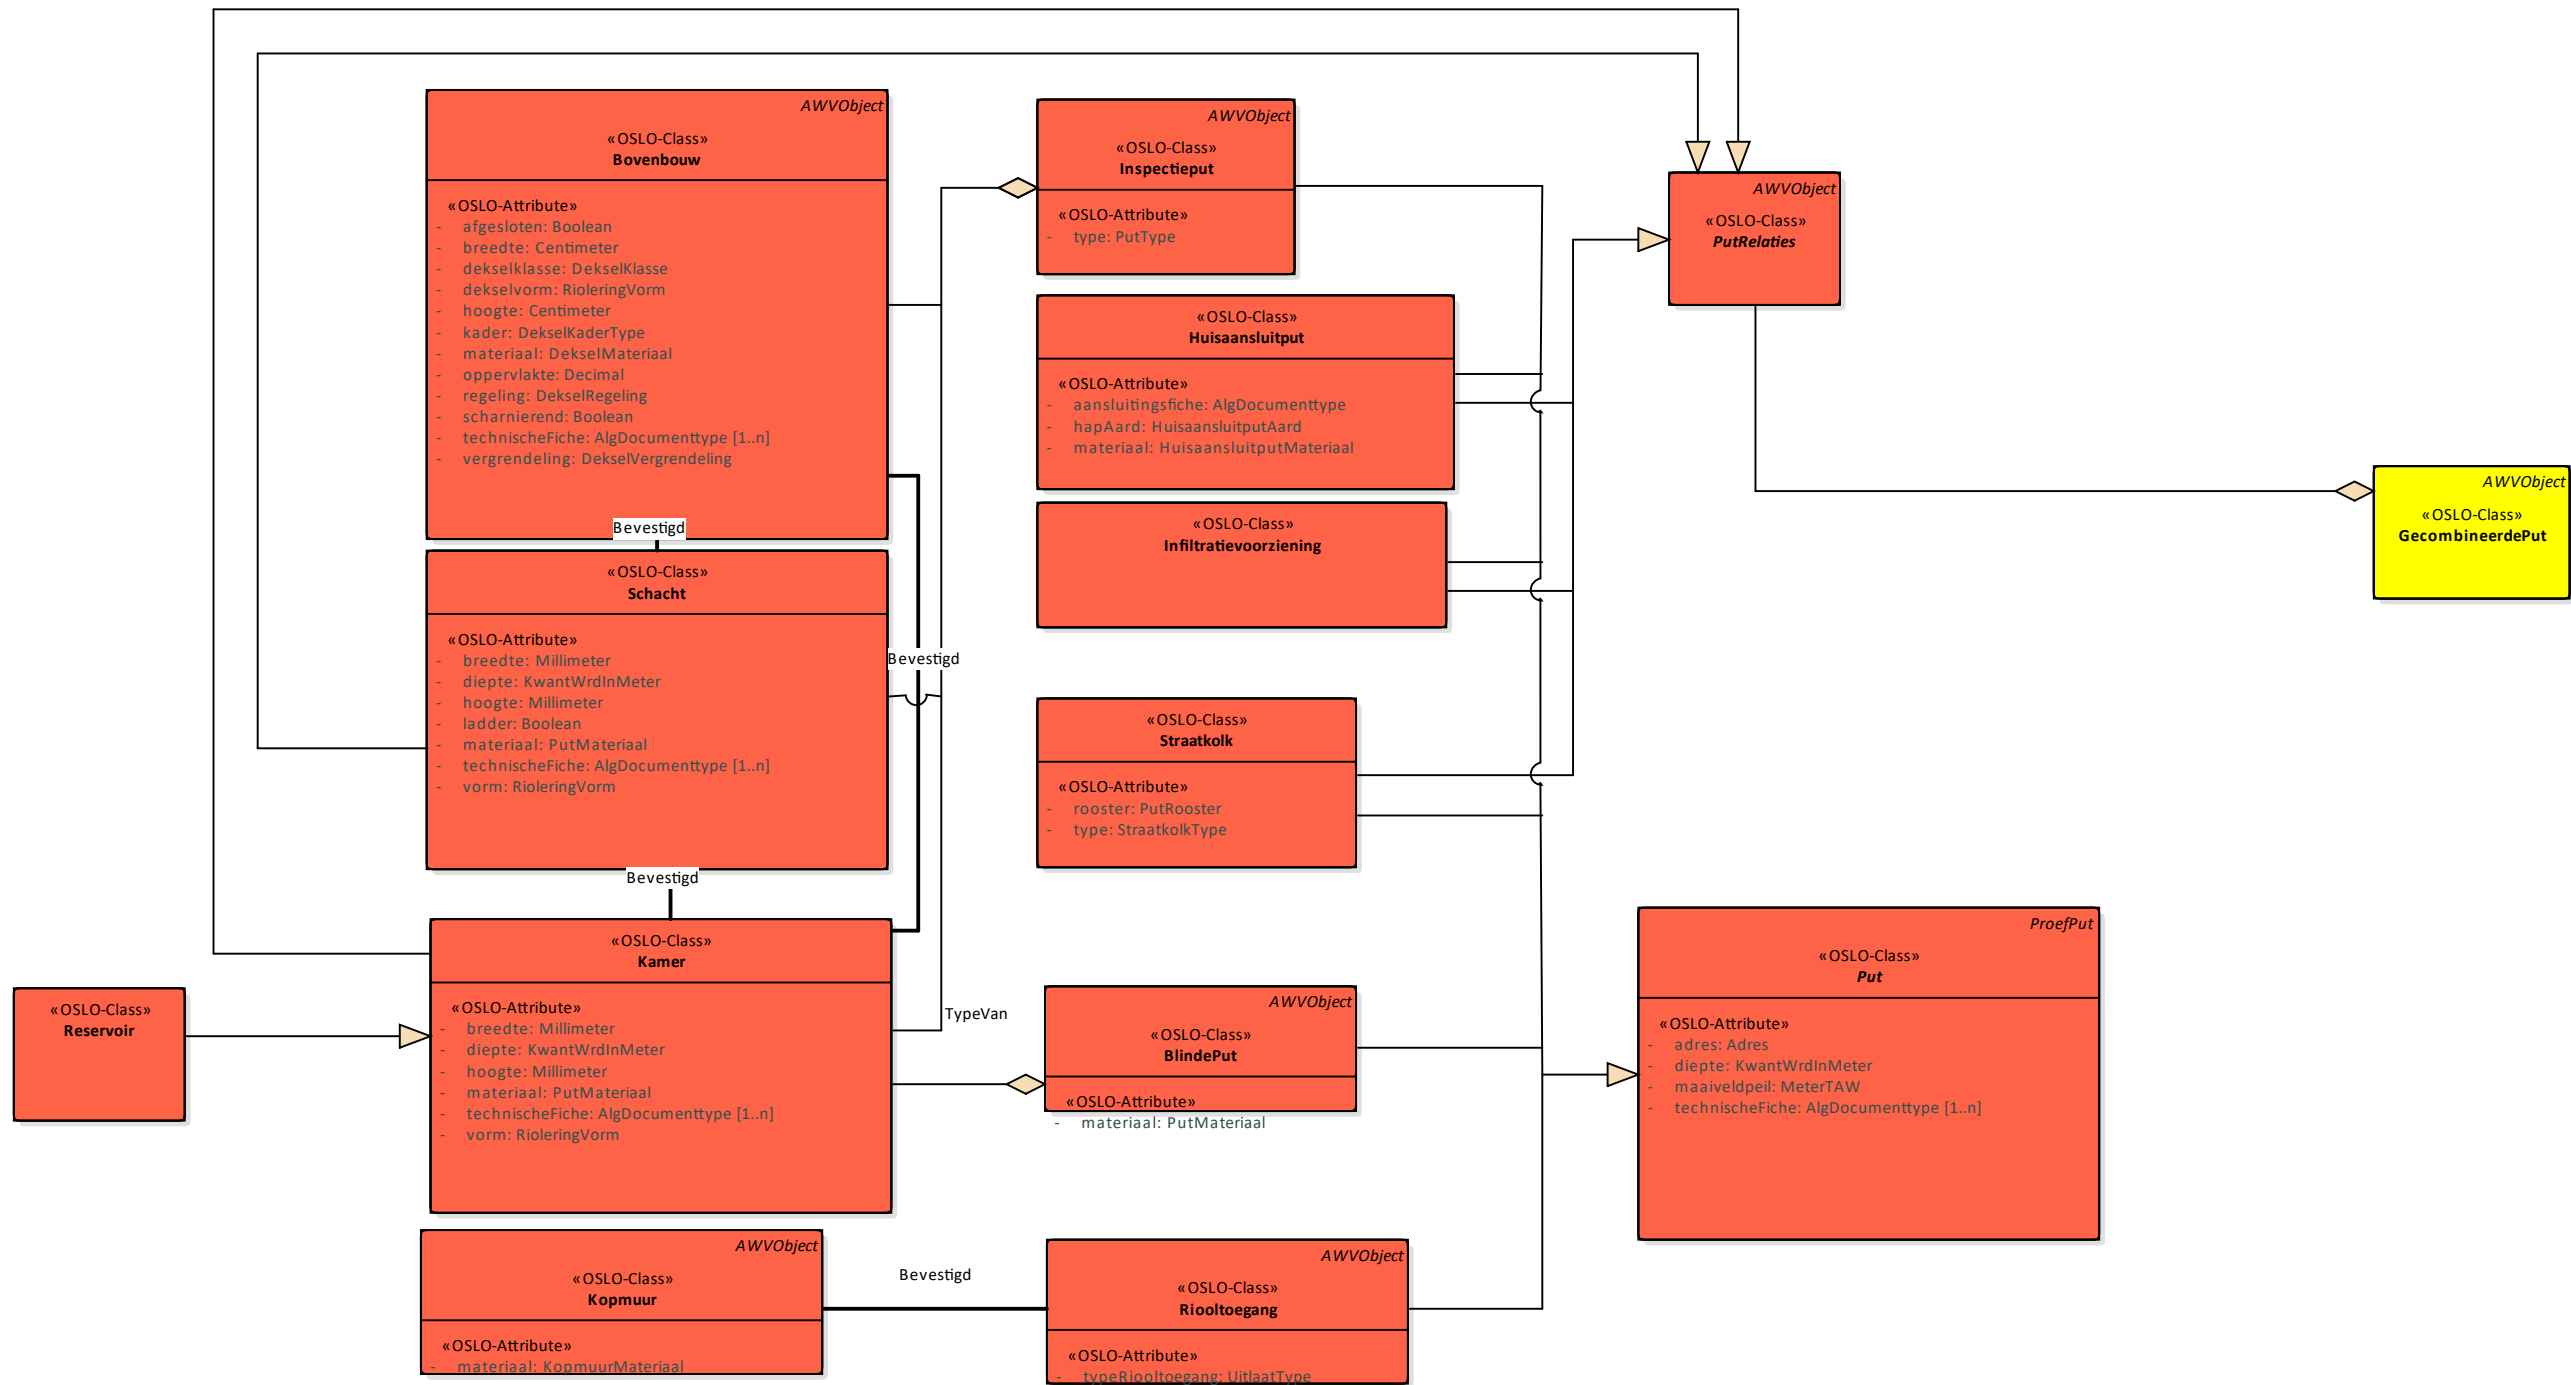 AWVObject
«OSLO-Class»
Bovenbouw
«OSLO-Attribute»
- afgesloten: Boolean
- breedte: Centimeter
- dekselklasse: DekselKlasse
- dekselvorm: RioleringVorm
- hoogte: Centimeter
- kader: DekselKaderType
- materiaal: DekselMateriaal
- oppervlakte: Decimal
- regeling: DekselRegeling
- scharnierend: Boolean
- technischeFiche: AlgDocumenttype [1..n]
- vergrendeling: DekselVergrendeling
Bevestigd
«OSLO-Class»
Schacht
«OSLO-Attribute»
- breedte: Millimeter
- diepte: KwantWrdInMeter
- hoogte: Millimeter
- ladder: Boolean
- materiaal: PutMateriaal
- technischeFiche: AlgDocumenttype [1..n]
- vorm: RioleringVorm
Bevestigd
Bevestigd
«OSLO-Class»
Kamer
«OSLO-Attribute»
- breedte: Millimeter
- diepte: KwantWrdInMeter
- hoogte: Millimeter
- materiaal: PutMateriaal
- technischeFiche: AlgDocumenttype [1..n]
- vorm: RioleringVorm
TypeVan
«OSLO-Class»
Reservoir
AWVObject
«OSLO-Class»
Kopmuur
«OSLO-Attribute»
- materiaal: KopmuurMateriaal
Bevestigd
AWVObject
«OSLO-Class»
Inspectieput
«OSLO-Attribute»
- type: PutType
«OSLO-Class»
Huisaansluitput
«OSLO-Attribute»
- aansluitingsfiche: AlgDocumenttype
- hapAard: HuisaansluitputAard
- materiaal: HuisaansluitputMateriaal
«OSLO-Class»
Infiltratievoorziening
«OSLO-Class»
Straatkolk
«OSLO-Attribute»
- rooster: PutRooster
- type: StraatkolkType
AWVObject
«OSLO-Class»
BlindePut
«OSLO-Attribute»
- materiaal: PutMateriaal
AWVObject
«OSLO-Class»
Riooltoegang
«OSLO-Attribute»
- typeRiooltoegang: UitlaatType
AWVObject
«OSLO-Class»
PutRelaties
AWVObject
«OSLO-Class»
GecombineerdePut
ProefPut
«OSLO-Class»
Put
«OSLO-Attribute»
- adres: Adres
- diepte: KwantWrdInMeter
- maaiveldpeil: MeterTAW
- technischeFiche: AlgDocumenttype [1..n]